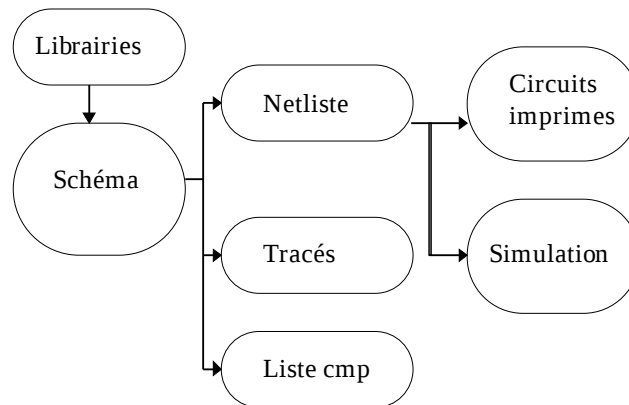 Librairies
Schéma
Netliste
Tracés
Liste cmp
Circuits
imprimes
Simulation